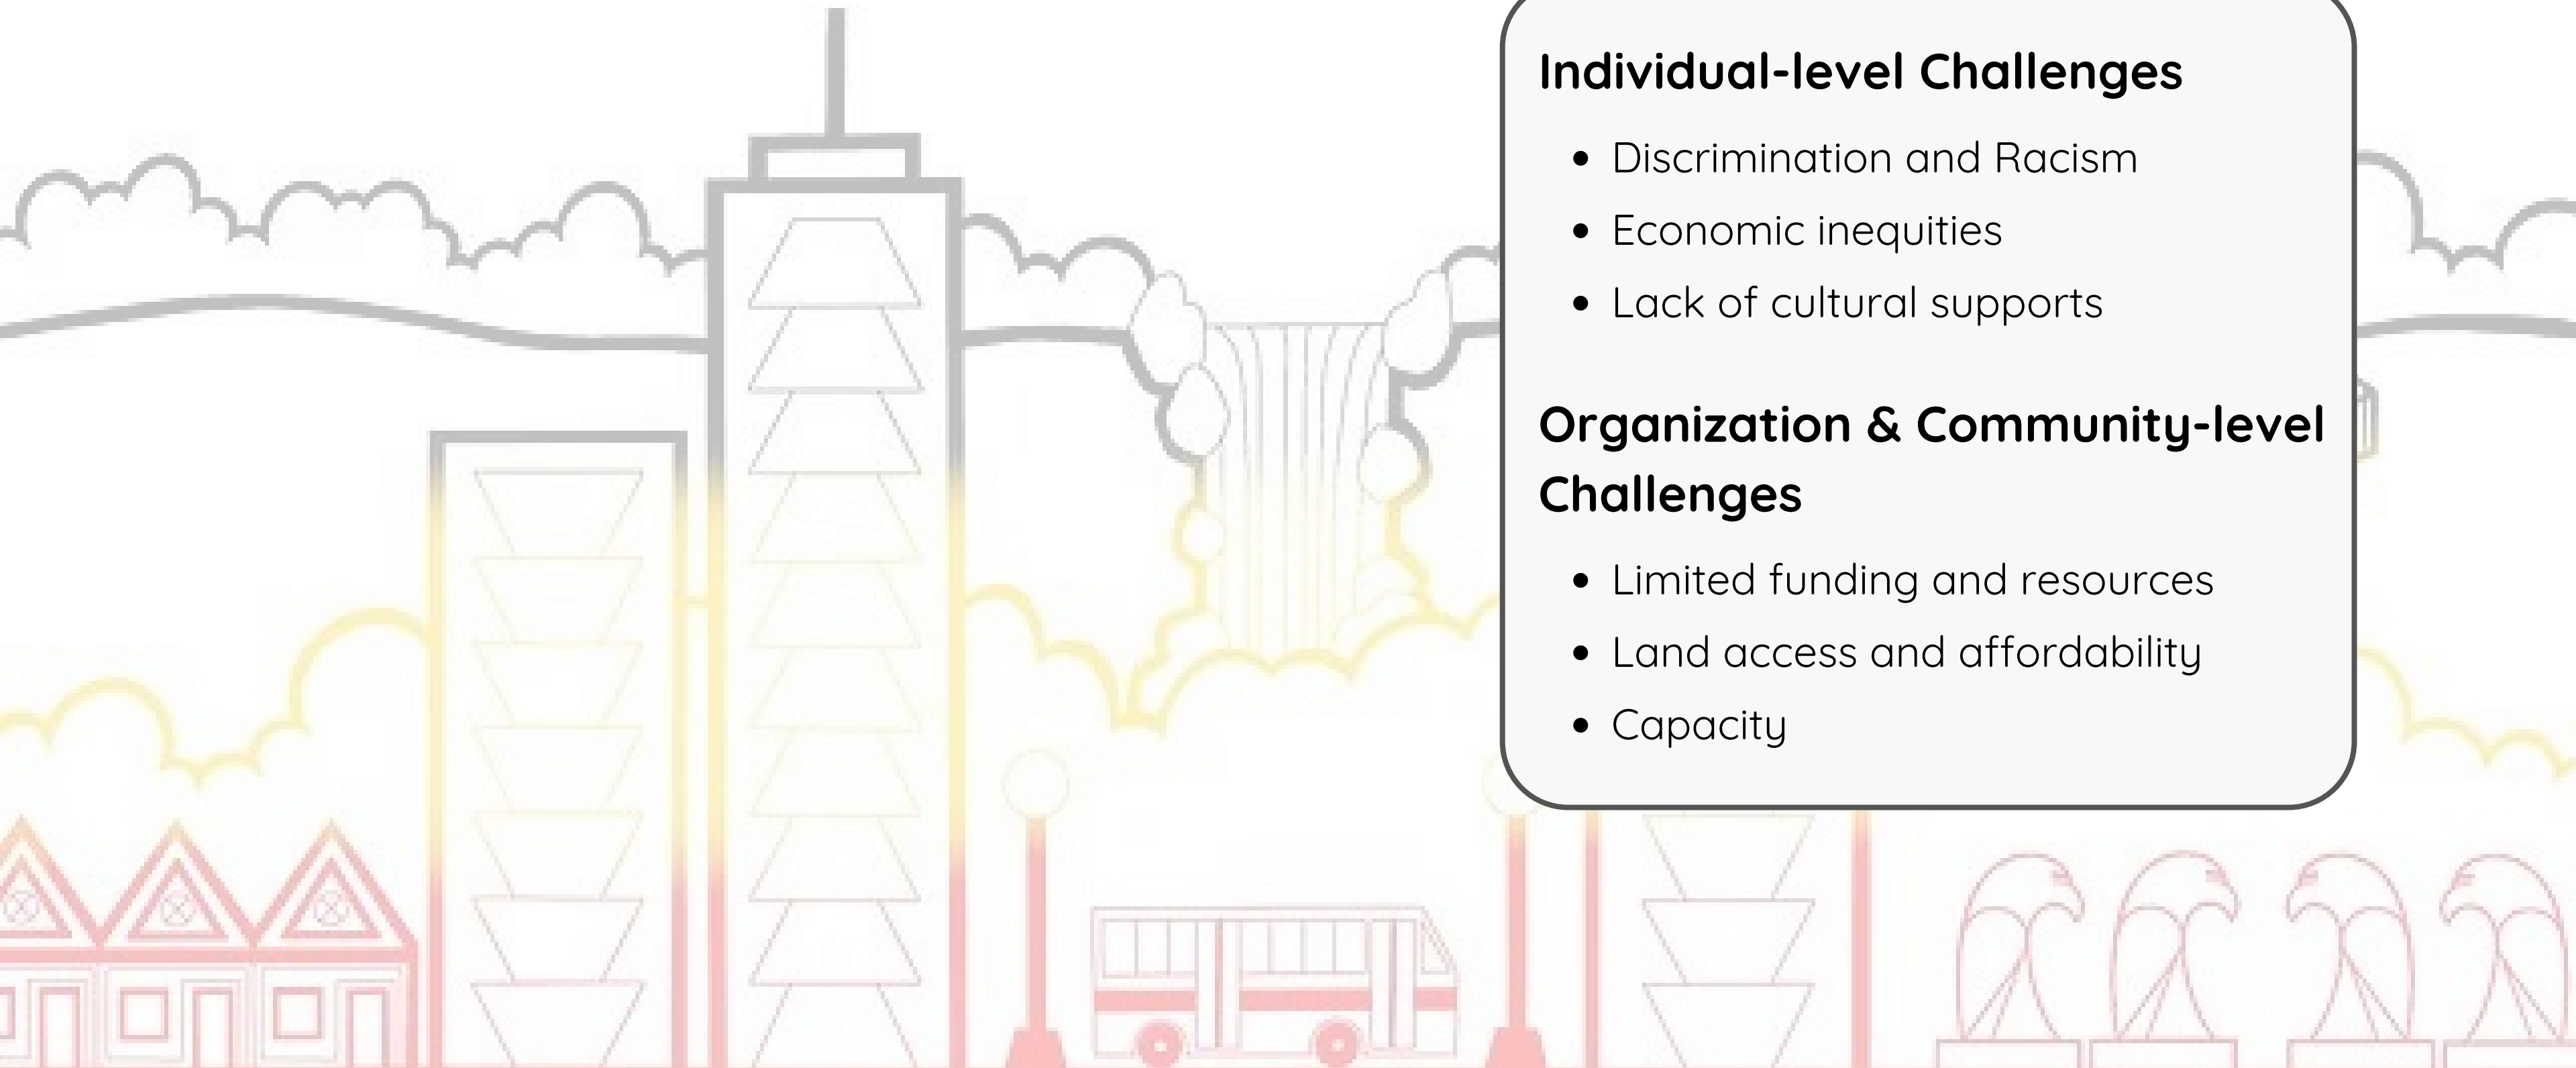 Individual-level Challenges
• Discrimination and Racism
• Economic inequities
• Lack of cultural supports
Organization & Community-level
Challenges
• Limited funding and resources
• Land access and affordability
• Capacity